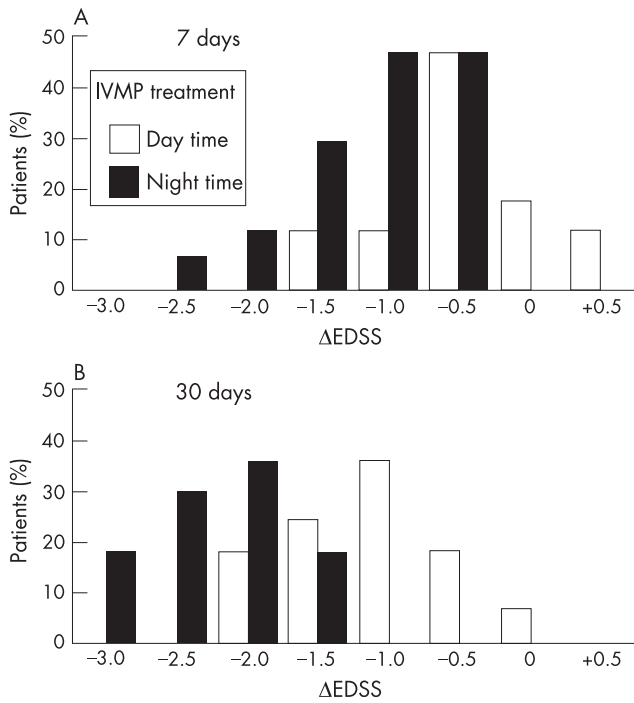 A
7 days
50
40
30
20
10
0
Patients (%)
IVMP treatment
Day time
Night time
–3.0 –2.5 –2.0 –1.5 –1.0 –0.5 0 +0.5
ΔEDSS
B
30 days
50
40
30
20
10
0
Patients (%)
–3.0 –2.5 –2.0 –1.5 –1.0 –0.5 0 +0.5
ΔEDSS